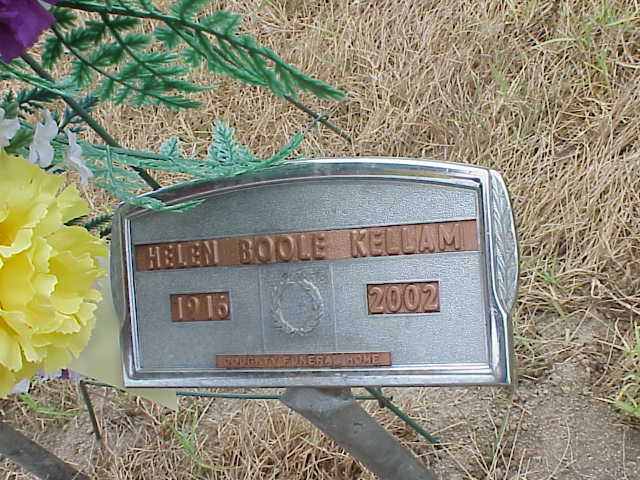 HELEN BOOLE KELLAM
1916 2002
DOUGHTY FUNERAL HOME